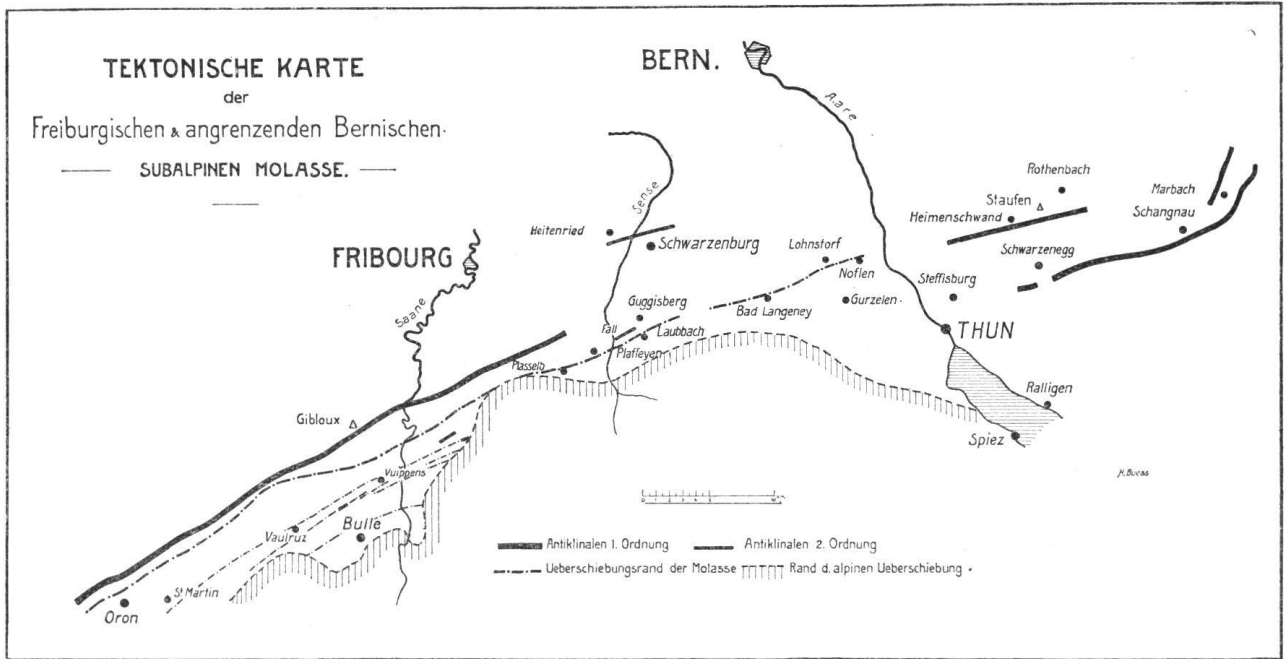 TEKTONISCHE KARTE
der
Freiburgischen & angrenzenden Bernischen.
SUBALPINEN MOLASSE.
BERN.
Aare
Sense
Rothenbach
Staufen
Marbach
Heimenschwand
Schangnau
Heitenried
Schwarzenburg
Lohnstorf
Noflen
Schwarzenegg
FRIBOURG
Steffisburg
Saane
Guggisberg
Bad Langeney
Gurzelen.
Fall
Laubbach
THUN
Plaffeyen
Plasselb
Ralligen
Gibloux
Spiez
Vuippens
H. Buess
Vaulruz
Bulle
Antiklinalen 1. Ordnung
Antiklinalen 2. Ordnung
Ueberschiebungsrand der Molasse
Rand d. alpinen Ueberschiebung
St Martin
Oron